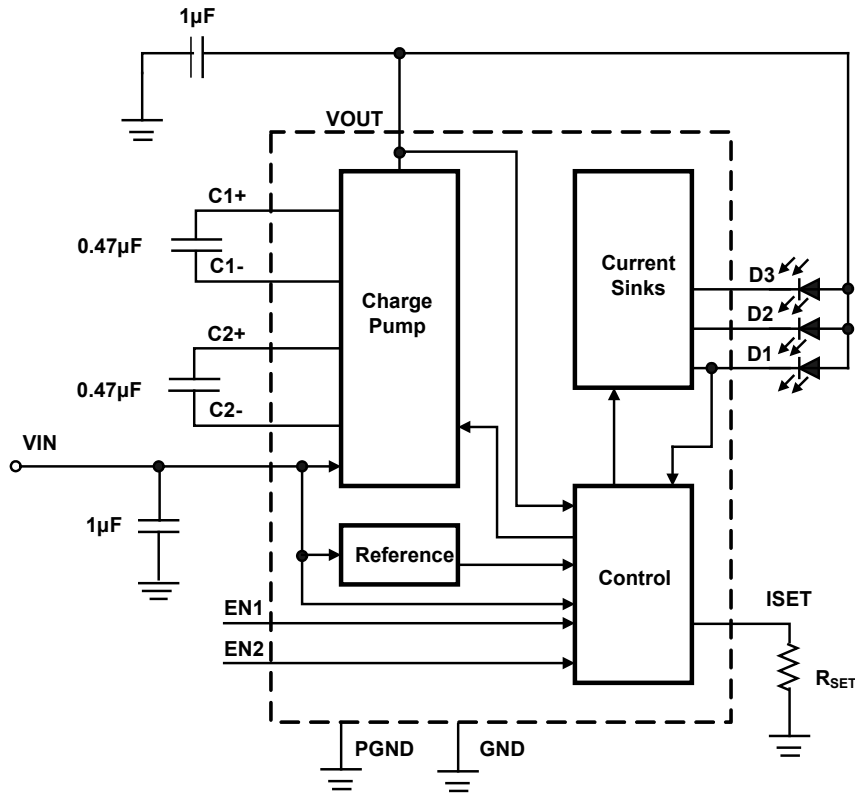 1µF
VOUT
C1+
0.47µF
C1-
Charge
Pump
Current
Sinks
D3
D2
D1
C2+
0.47µF
C2-
VIN
1µF
Reference
Control
EN1
EN2
ISET
RSET
PGND
GND